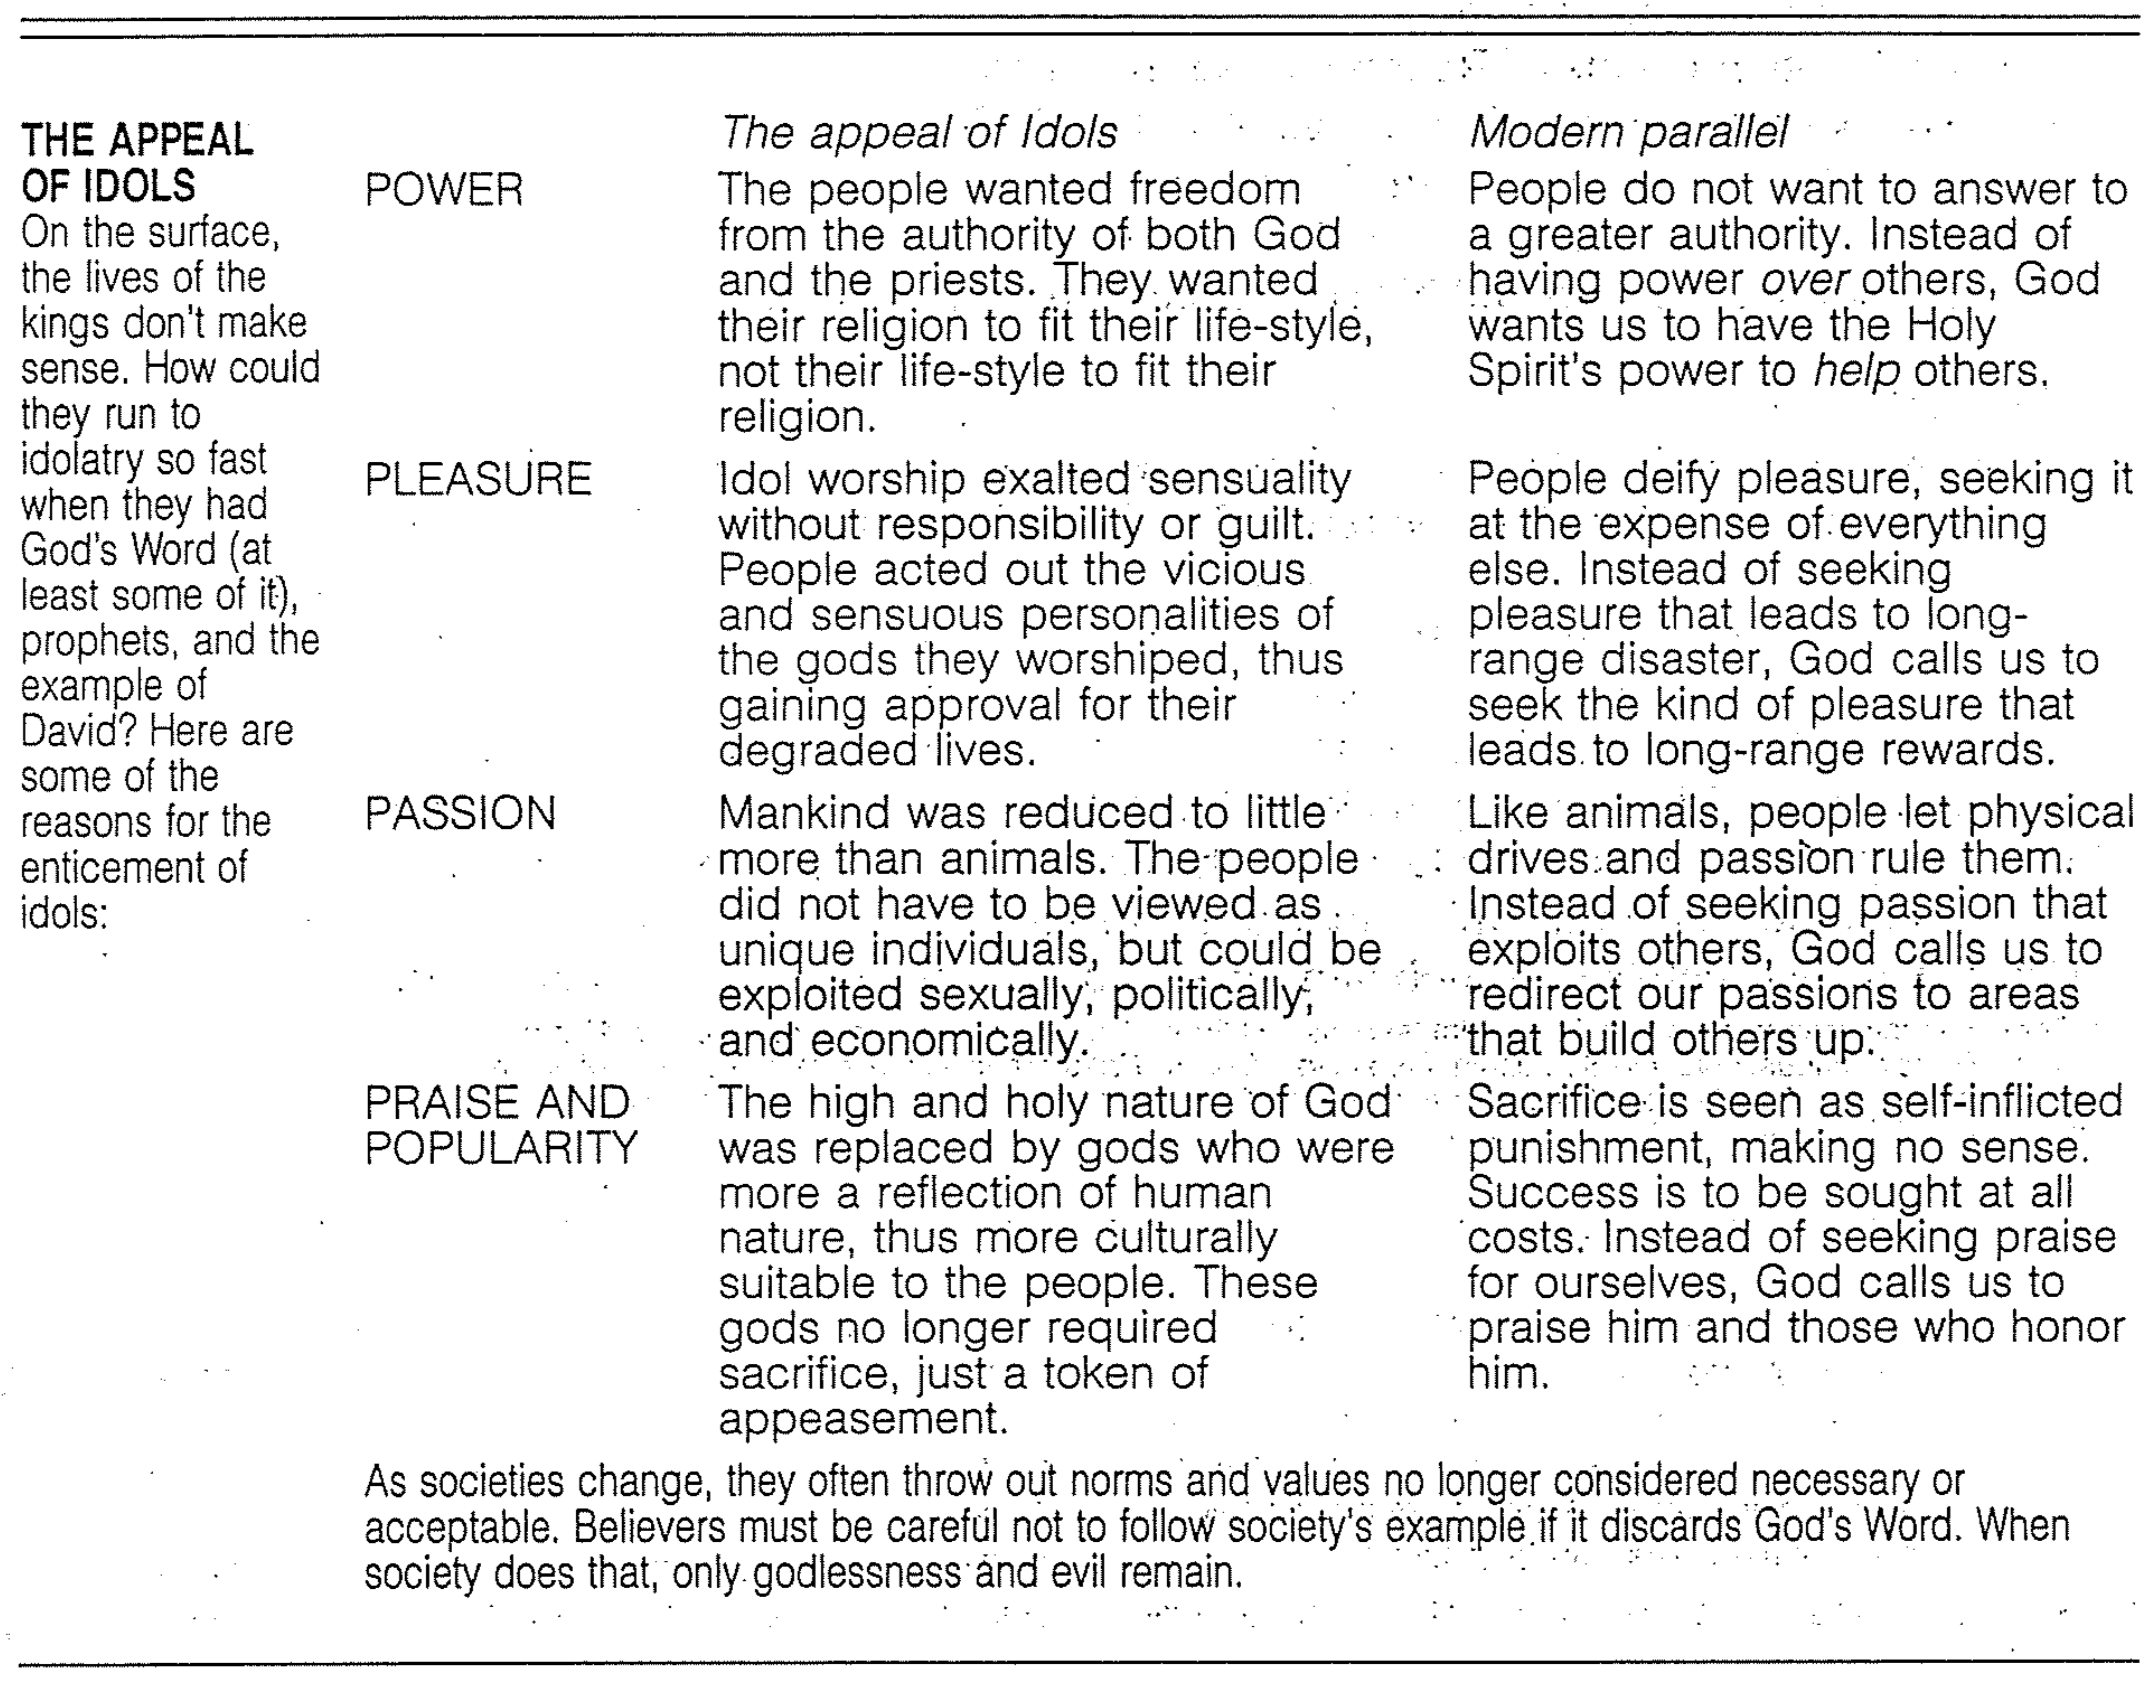 THE APPEAL
OF IDOLS
On the surface,
the lives of the
kings don't make
sense. How could
they run to
idolatry so fast
when they had
God's Word (at
least some of it),
prophets, and the
example of
David? Here are
some of the
reasons for the
enticement of
idols:
The appeal of Idols
Modern parallel
POWER
The people wanted freedom
from the authority of both God
and the priests. They wanted
their religion to fit their life-style,
not their life-style to fit their
religion.
People do not want to answer to
a greater authority. Instead of
having power over others, God
wants us to have the Holy
Spirit's power to help others.
PLEASURE
Idol worship exalted sensuality
without responsibility or guilt.
People acted out the vicious
and sensuous personalities of
the gods they worshiped, thus
gaining approval for their
degraded lives.
People deify pleasure, seeking it
at the expense of everything
else. Instead of seeking
pleasure that leads to long-
range disaster, God calls us to
seek the kind of pleasure that
leads to long-range rewards.
PASSION
Mankind was reduced to little
more than animals. The people
did not have to be viewed as
unique individuals, but could be
exploited sexually, politically,
and economically.
Like animals, people let physical
drives and passion rule them.
Instead of seeking passion that
exploits others, God calls us to
redirect our passions to areas
that build others up.
PRAISE AND
POPULARITY
The high and holy nature of God
was replaced by gods who were
more a reflection of human
nature, thus more culturally
suitable to the people. These
gods no longer required
sacrifice, just a token of
appeasement.
Sacrifice is seen as self-inflicted
punishment, making no sense.
Success is to be sought at all
costs. Instead of seeking praise
for ourselves, God calls us to
praise him and those who honor
him.
As societies change, they often throw out norms and values no longer considered necessary or
acceptable. Believers must be careful not to follow society's example if it discards God's Word. When
society does that, only godlessness and evil remain.